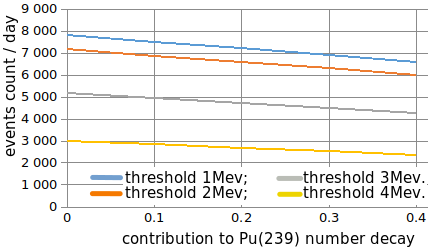 9 000
8 000
7 000
6 000
5 000
4 000
3 000
2 000
1 000
0
events count / day
threshold 1Mev; threshold 3Mev.
threshold 2Mev; threshold 4Mev.
0 0.1 0.2 0.3 0.4
contribution to Pu(239) number decay